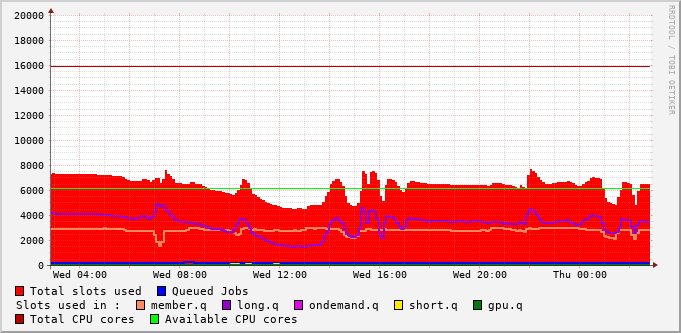 20000
18000
16000
14000
12000
10000
8000
6000
4000
2000
0
Wed 04:00 Wed 08:00 Wed 12:00 Wed 16:00 Wed 20:00 Thu 00:00
Total slots used Queued Jobs
Slots used in : member.q long.q ondemand.q short.q gpu.q
Total CPU cores Available CPU cores
RRDTOOL / TOBI OETIKER